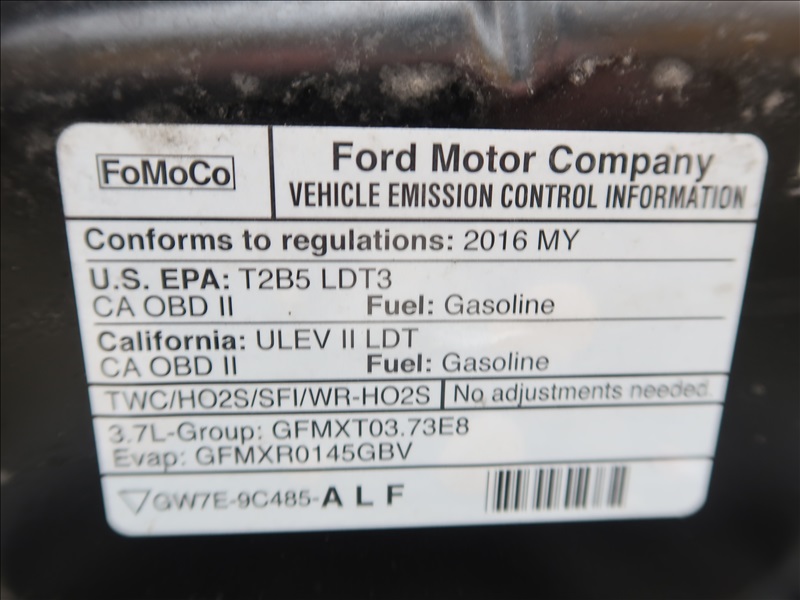 FoMoCo
Ford Motor Company
VEHICLE EMISSION CONTROL INFORMATION
Conforms to regulations: 2016 MY
U.S. EPA: T2B5 LDT3
CA OBD II Fuel: Gasoline
California: ULEV II LDT
CA OBD II Fuel: Gasoline
TWC/HO2S/SFI/WR-HO2S No adjustments needed.
3.7L-Group: GFMXT03.73E8
Evap: GFMXR0145GBV
GW7E-9C485-ALF